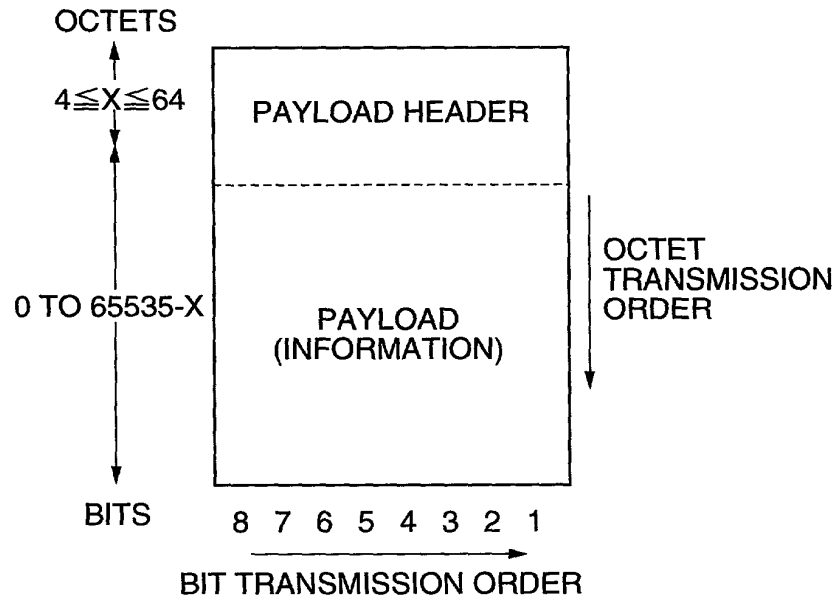 OCTETS
4≦X≦64
PAYLOAD HEADER
OCTET
TRANSMISSION
ORDER
0 TO 65535-X
PAYLOAD
(INFORMATION)
BITS
8 7 6 5 4 3 2 1
BIT TRANSMISSION ORDER